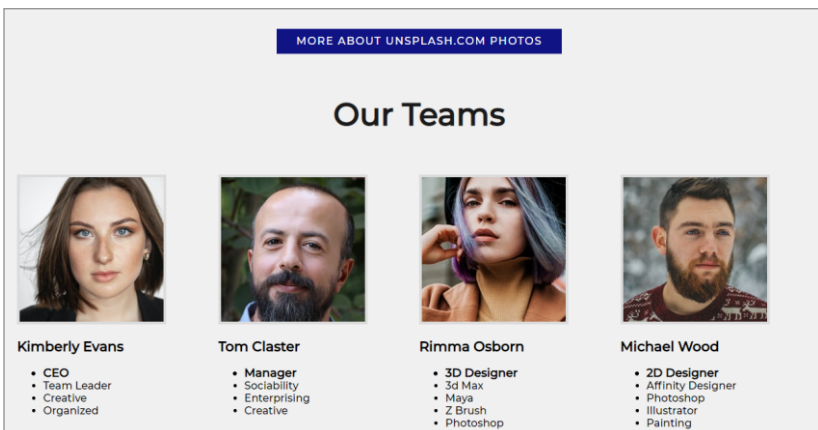 MORE ABOUT UNSPLASH.COM PHOTOS
Our Teams
Kimberly Evans
CEO
Team Leader
Creative
Organized
Tom Claster
Manager
Sociability
Enterprising
Creative
Rimma Osborn
3D Designer
3d Max
Maya
Z Brush
Photoshop
Michael Wood
2D Designer
Affinity Designer
Photoshop
Illustrator
Painting